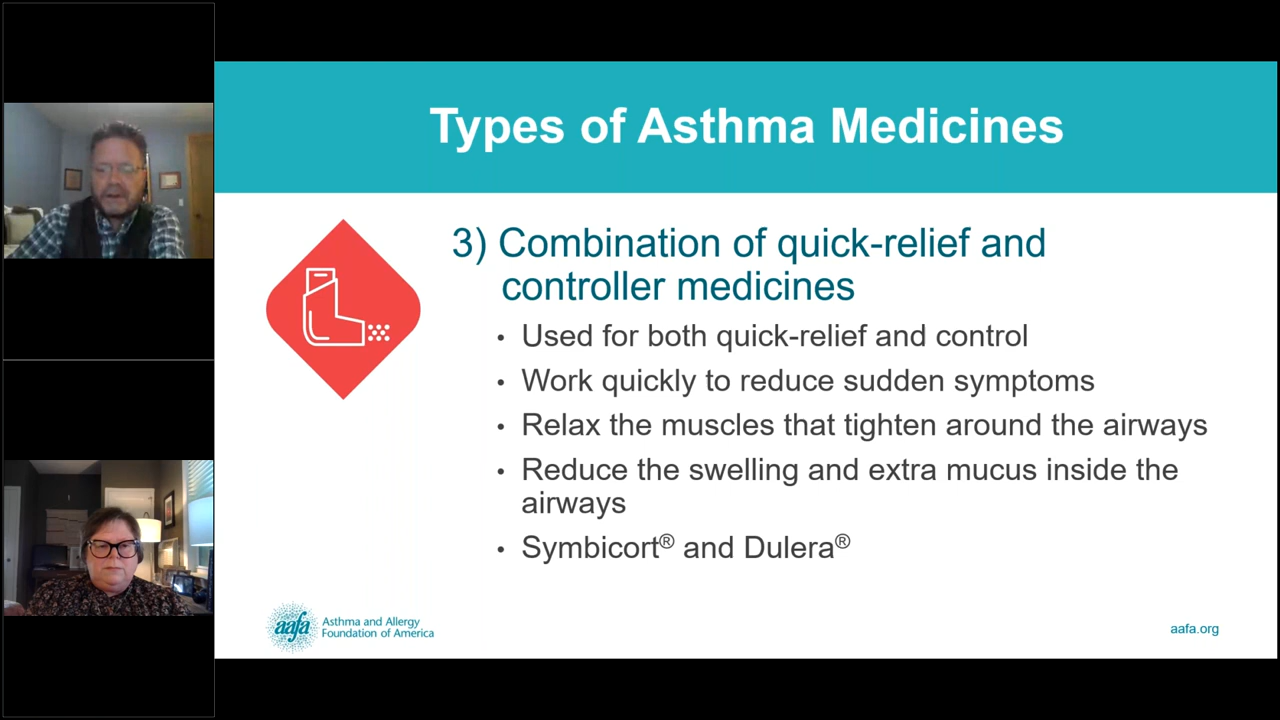 Types of Asthma Medicines
3) Combination of quick-relief and
controller medicines
• Used for both quick-relief and control
• Work quickly to reduce sudden symptoms
• Relax the muscles that tighten around the airways
• Reduce the swelling and extra mucus inside the
airways
• Symbicort® and Dulera®
aafa
Asthma and Allergy
Foundation of America
aafa.org